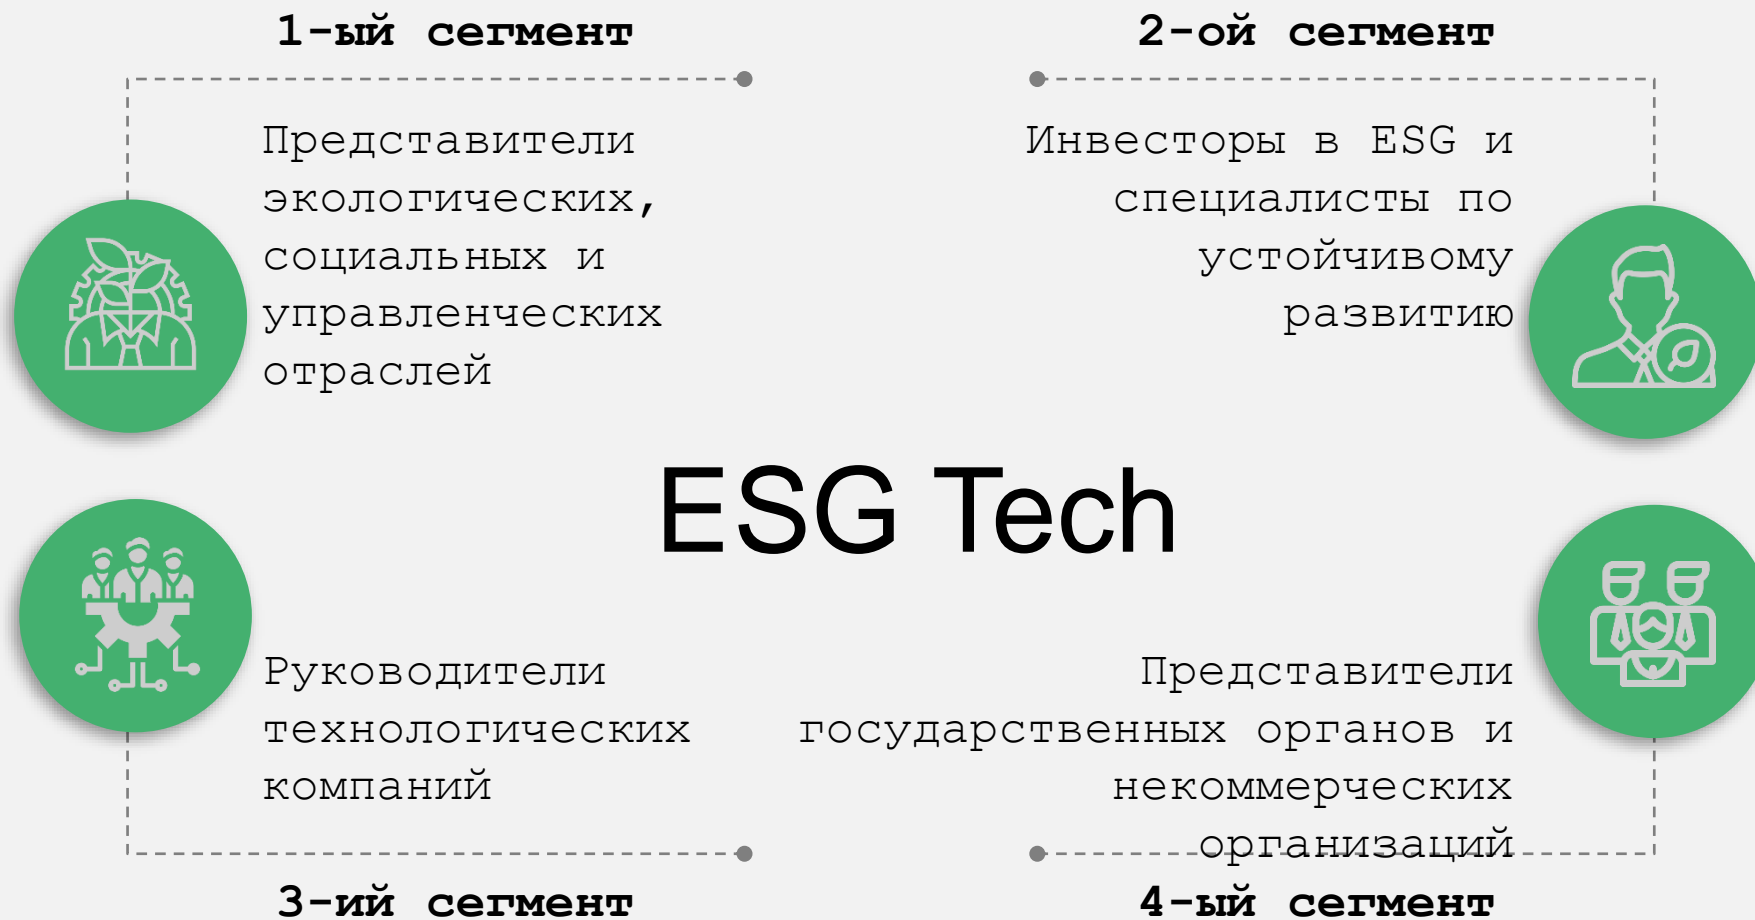 1-ый сегмент
Представители
экологических,
социальных и
управленческих
отраслей
2-ой сегмент
Инвесторы в ESG и
специалисты по
устойчивому
развитию
ESG Tech
Руководители
технологических
компаний
3-ий сегмент
Представители
государственных органов и
некоммерческих
организаций
4-ый сегмент